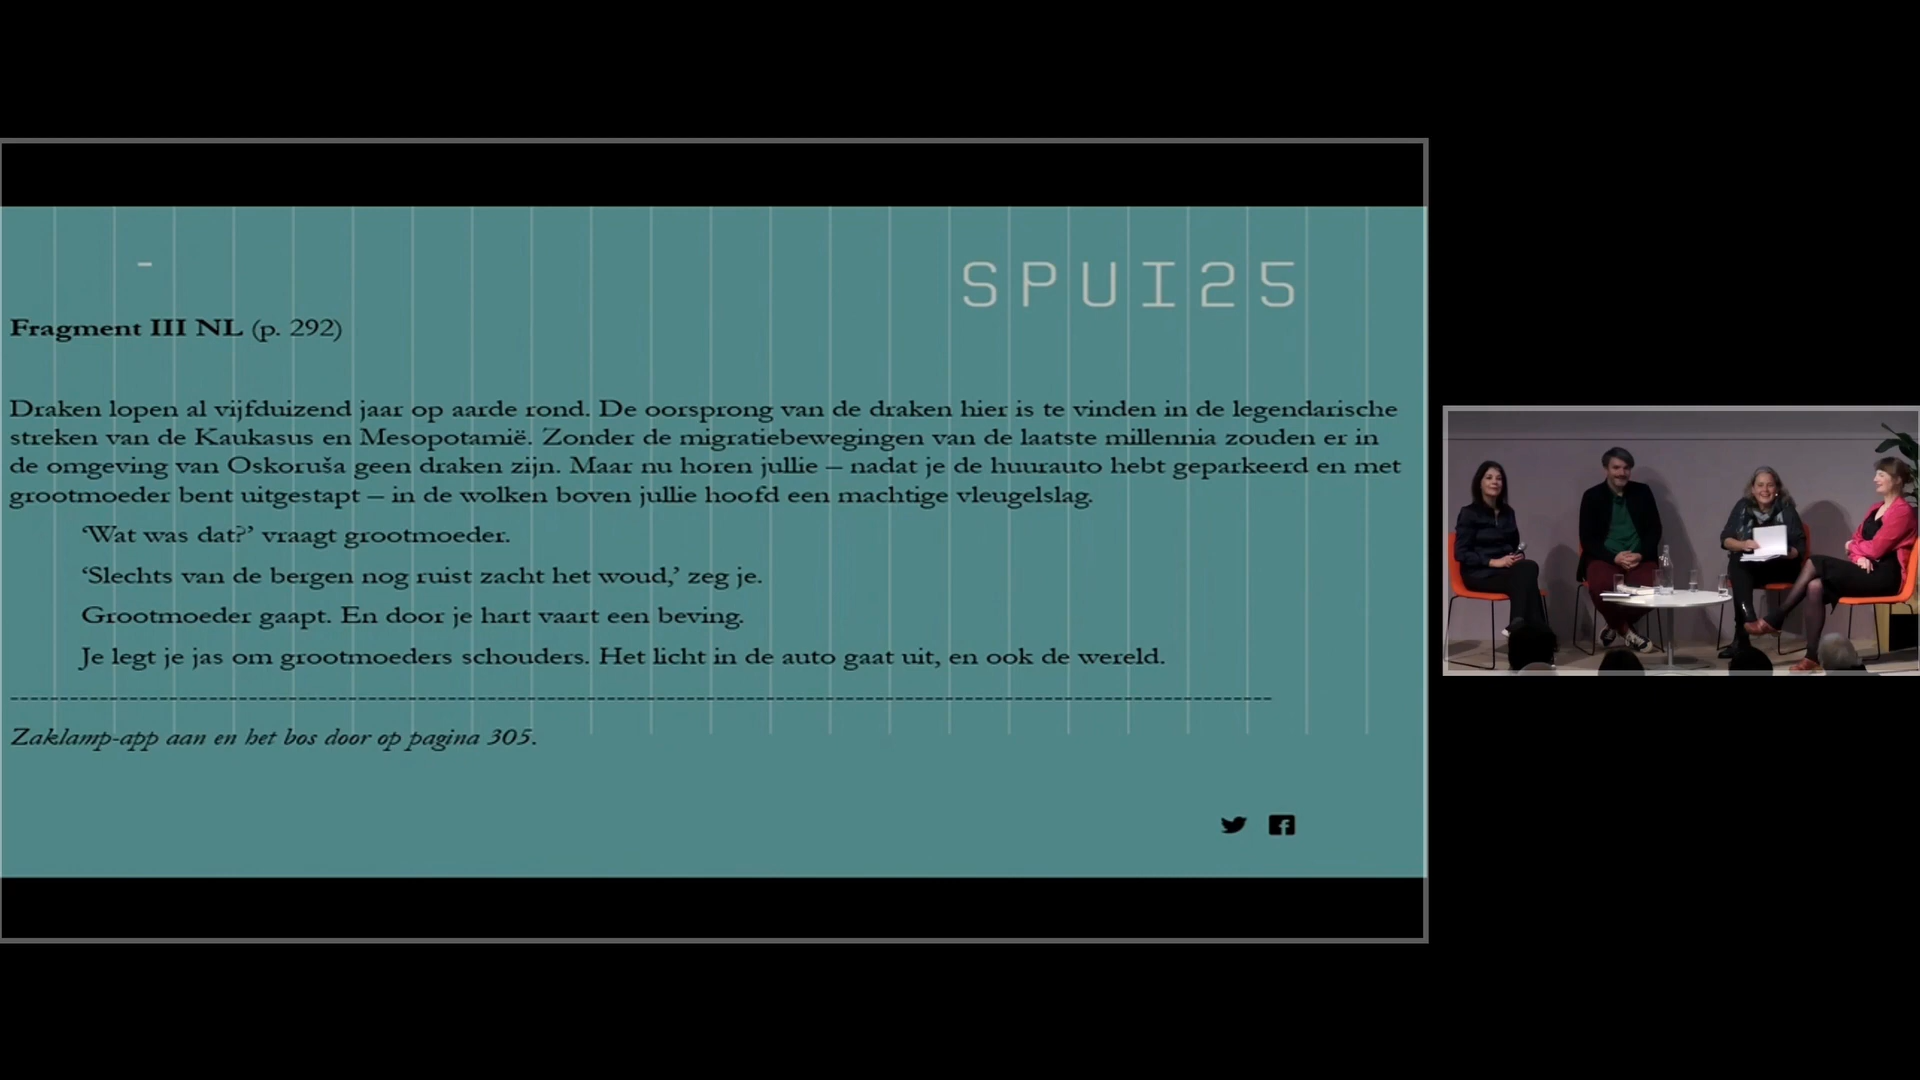 -
SPUI25
Fragment III NL (p. 292)
Draken lopen al vijfduizend jaar op aarde rond. De oorsprong van de draken hier is te vinden in de legendarische
streken van de Kaukasus en Mesopotamië. Zonder de migratiebewegingen van de laatste millennia zouden er in
de omgeving van Oskoruša geen draken zijn. Maar nu horen jullie – nadat je de huurauto hebt geparkeerd en met
grootmoeder bent uitgestapt – in de wolken boven jullie hoofd een machtige vleugelslag.
‘Wat was dat?’ vraagt grootmoeder.
‘Slechts van de bergen nog ruist zacht het woud,’ zeg je.
Grootmoeder gaapt. En door je hart vaart een beving.
Je legt je jas om grootmoeders schouders. Het licht in de auto gaat uit, en ook de wereld.
Zaklamp-app aan en het bos door op pagina 305.